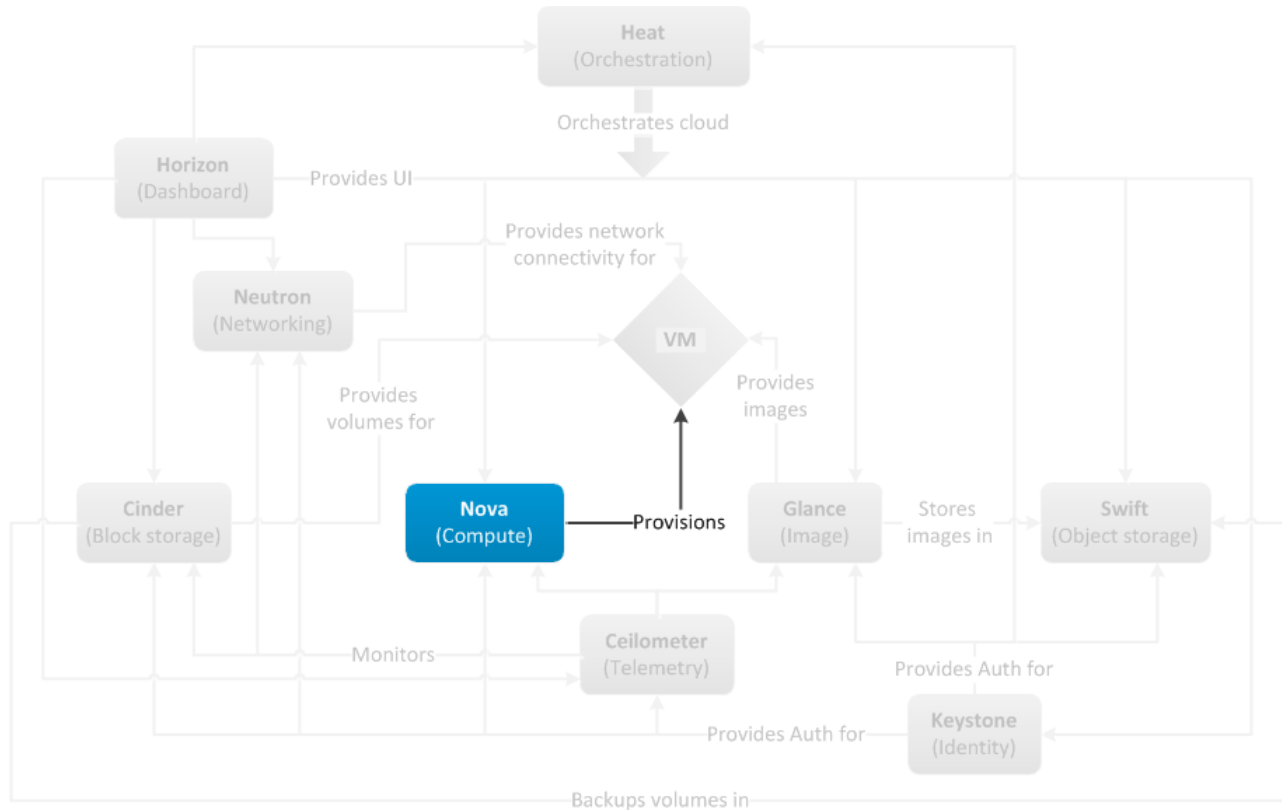 Heat
(Orchestration)
Orchestrates cloud
Horizon
(Dashboard)
Provides UI
Provides network
connectivity for
Neutron
(Networking)
VM
Provides
volumes for
Provides
images
Cinder
(Block storage)
Nova
(Compute)
Provisions
Glance
(Image)
Stores
images in
Swift
(Object storage)
Ceilometer
(Telemetry)
Monitors
Provides Auth for
Keystone
(Identity)
Provides Auth for
Backups volumes in